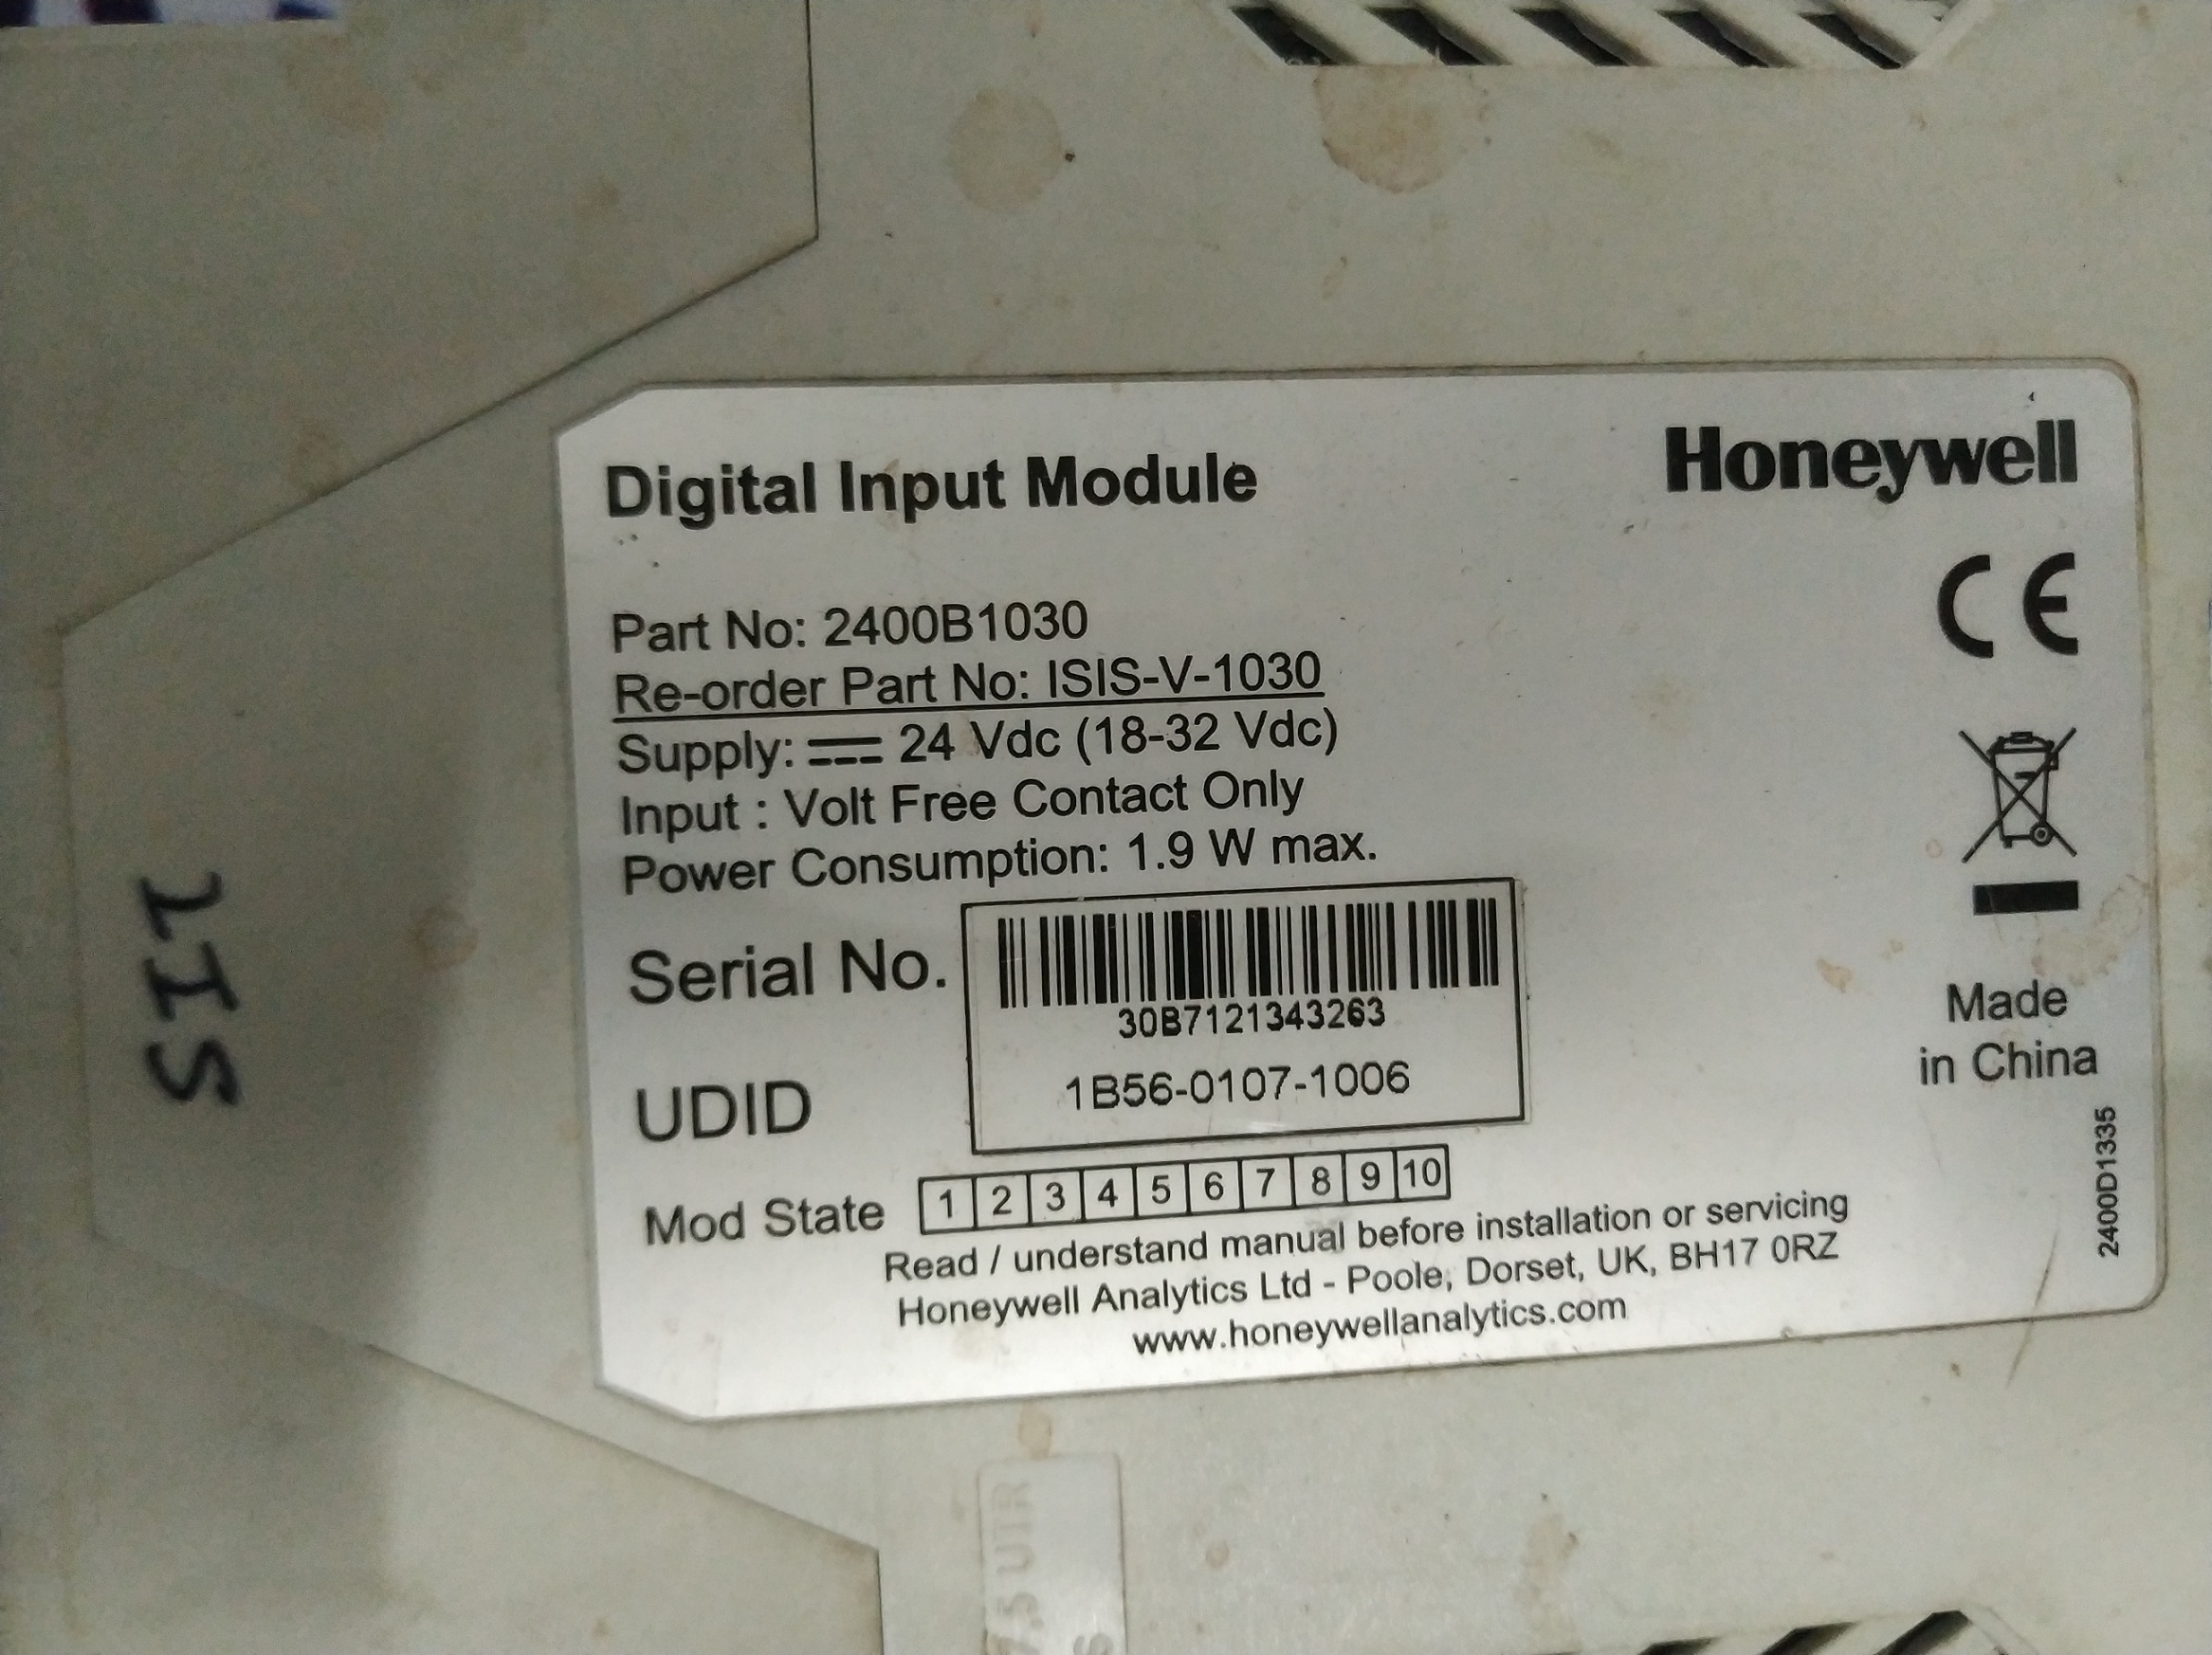 Digital Input Module
Honeywell
CE
Part No: 2400B1030
Re-order Part No: ISIS-V-1030
Supply: 24 Vdc (18-32 Vdc)
Input : Volt Free Contact Only
Power Consumption: 1.9 W max.
Serial No.
30B7121343263
UDID
1B56-0107-1006
Mod State 1 2 3 4 5 6 7 8 9 10
Made
in China
2400D1335
Read / understand manual before installation or servicing
Honeywell Analytics Ltd - Poole, Dorset, UK, BH17 0RZ
www.honeywellanalytics.com